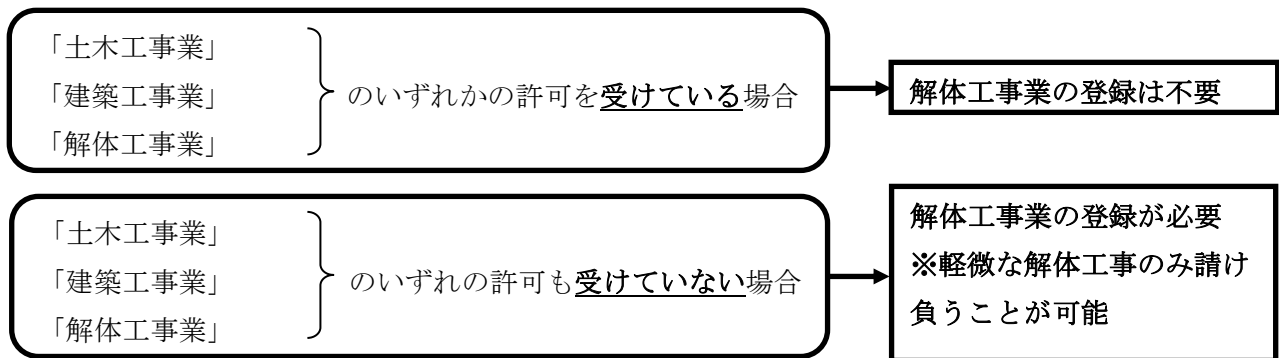 「土木工事業」
「建築工事業」
「解体工事業」
のいずれかの許可を受けている場合
解体工事業の登録は不要
「土木工事業」
「建築工事業」
「解体工事業」
のいずれの許可も受けていない場合
解体工事業の登録が必要
※軽微な解体工事のみ請け
負うことが可能